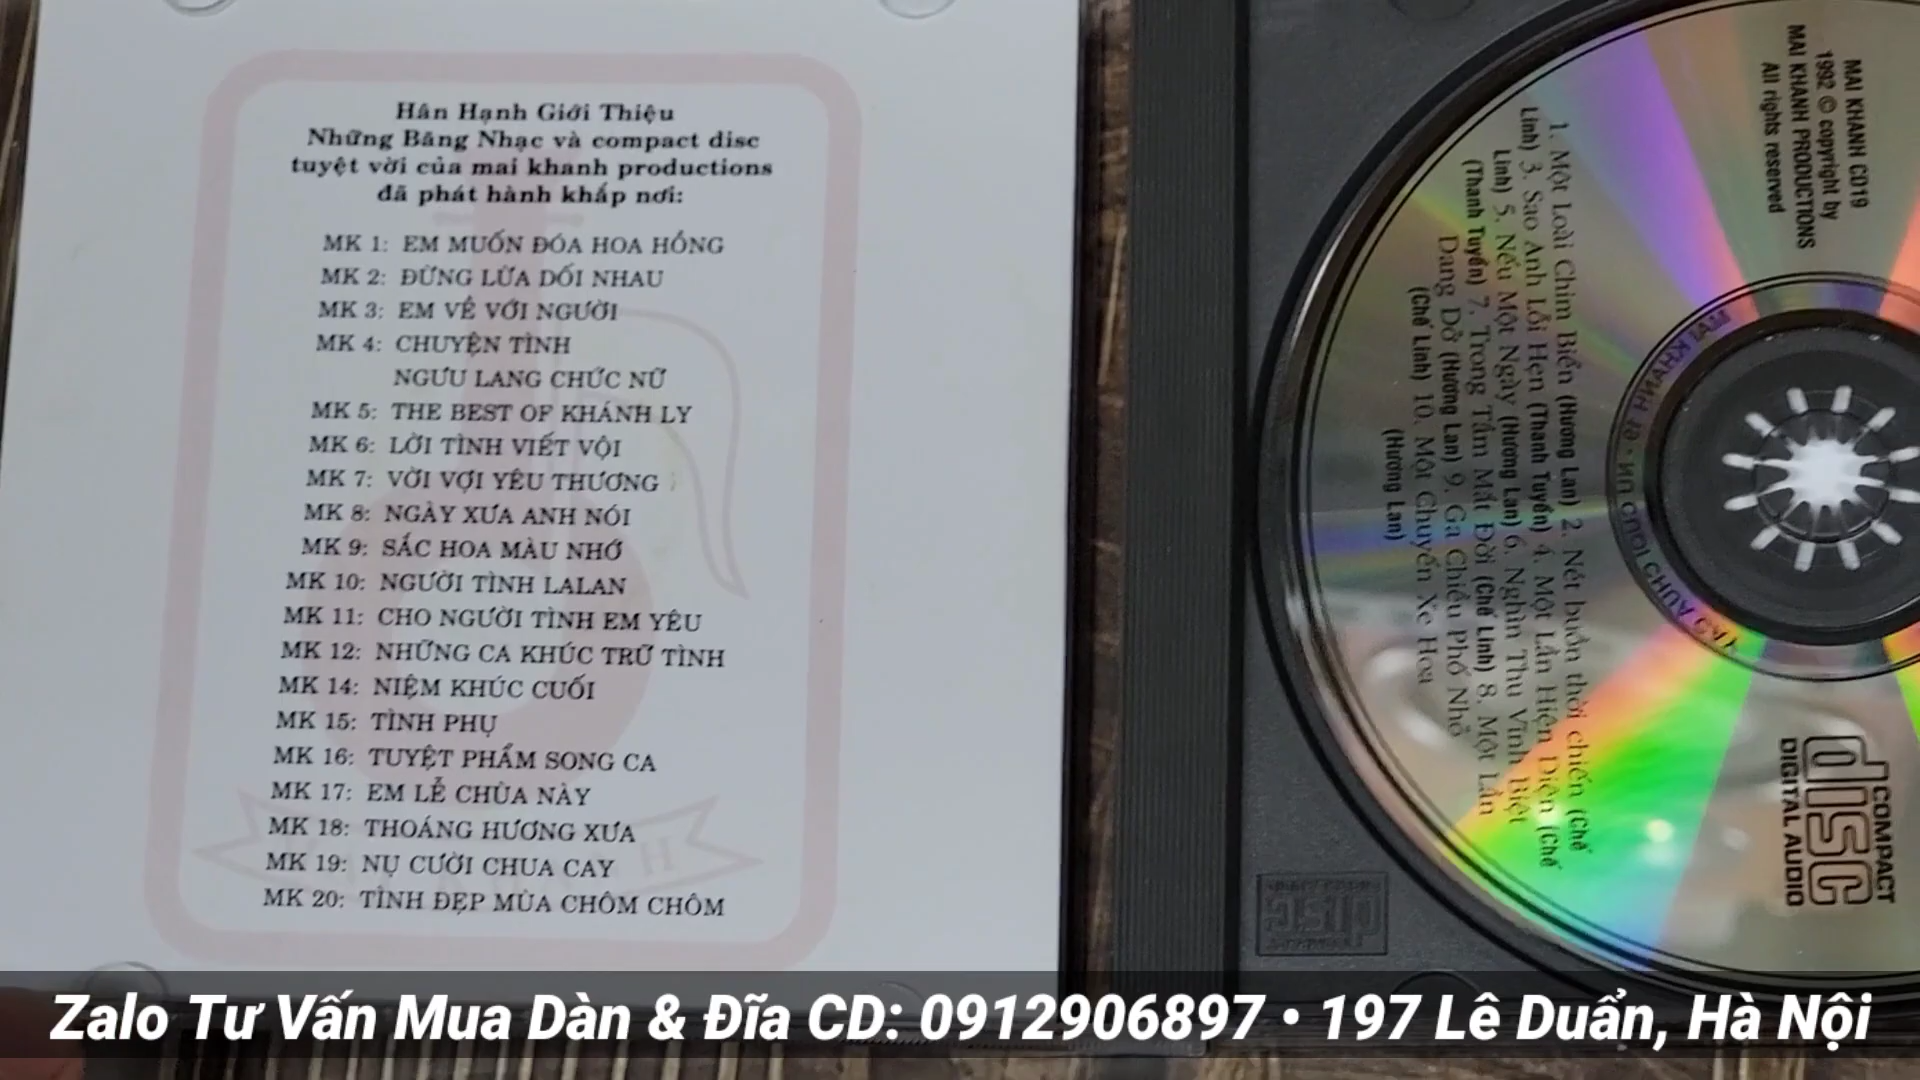 Hân Hạnh Giới Thiệu
Những Băng Nhạc và compact disc
tuyệt vời của mai khanh productions
đã phát hành khắp nơi:
MK 1: EM MUỐN ĐÓA HOA HỒNG
MK 2: ĐỪNG LỪA DỐI NHAU
MK 3: EM VỀ VỚI NGƯỜI
MK 4: CHUYỆN TÌNH
NGƯU LANG CHỨC NỮ
MK 5: THE BEST OF KHÁNH LY
MK 6: LỜI TÌNH VIẾT VỘI
MK 7: VỜI VỢI YÊU THƯƠNG
MK 8: NGÀY XƯA ANH NÓI
MK 9: SẮC HOA MÀU NHỚ
MK 10: NGƯỜI TÌNH LALAN
MK 11: CHO NGƯỜI TÌNH EM YÊU
MK 12: NHỮNG CA KHÚC TRỮ TÌNH
MK 14: NIỆM KHÚC CUỐI
MK 15: TÌNH PHỤ
MK 16: TUYỆT PHẨM SONG CA
MK 17: EM LỄ CHÙA NÀY
MK 18: THOÁNG HƯƠNG XƯA
MK 19: NỤ CƯỜI CHUA CAY
MK 20: TÌNH ĐẸP MÙA CHÔM CHÔM
MAI KHANH CD19
1992 © copyright by
MAI KHANH PRODUCTIONS
All rights reserved
MAI KHANH 19 • NỤ CƯỜI CHUA CAY
1. Một Loài Chim Biển (Hương Lan) 2. Nét buồn thời chiến (Chế
Linh) 3. Sao Anh Lỗi Hẹn (Thanh Tuyền) 4. Một Lần Hiện Diện (Chế
Linh) 5. Nếu Một Ngày (Hương Lan) 6. Nghìn Thu Vĩnh Biệt
(Thanh Tuyền) 7. Trong Tầm Mắt Đời (Chế Linh) 8. Một Lần
Dang Dở (Hương Lan) 9. Ga Chiều Phố Nhỏ
(Chế Linh) 10. Một Chuyến Xe Hoa
(Hương Lan)
COMPACT
disc
DIGITAL AUDIO
disc
Zalo Tư Vấn Mua Dàn & Đĩa CD: 0912906897 • 197 Lê Duẩn, Hà Nội